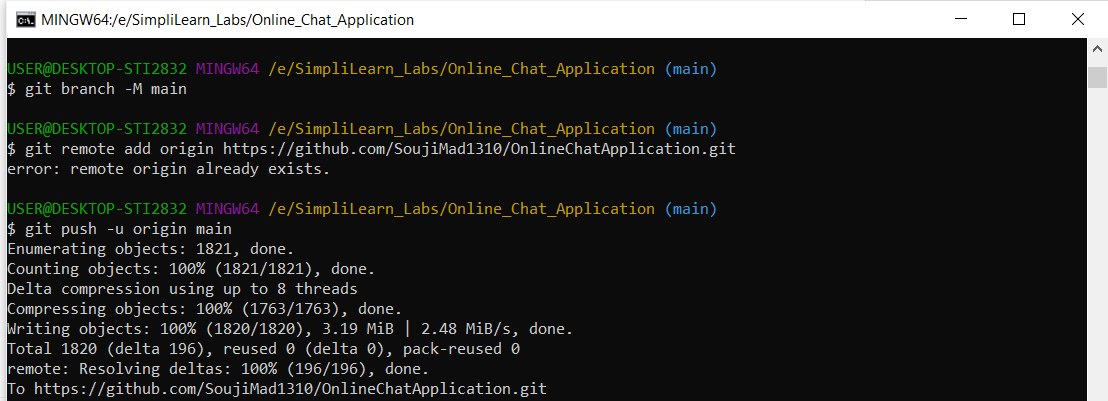 MINGW64:/e/SimpliLearn_Labs/Online_Chat_Application
USER@DESKTOP-STI2832 MINGW64 /e/SimpliLearn_Labs/Online_Chat_Application (main)
$ git branch -M main
USER@DESKTOP-STI2832 MINGW64 /e/SimpliLearn_Labs/Online_Chat_Application (main)
$ git remote add origin https://github.com/SoujiMad1310/OnlineChatApplication.git
error: remote origin already exists.
USER@DESKTOP-STI2832 MINGW64 /e/SimpliLearn_Labs/Online_Chat_Application (main)
$ git push -u origin main
Enumerating objects: 1821, done.
Counting objects: 100% (1821/1821), done.
Delta compression using up to 8 threads
Compressing objects: 100% (1763/1763), done.
Writing objects: 100% (1820/1820), 3.19 MiB | 2.48 MiB/s, done.
Total 1820 (delta 196), reused 0 (delta 0), pack-reused 0
remote: Resolving deltas: 100% (196/196), done.
To https://github.com/SoujiMad1310/OnlineChatApplication.git